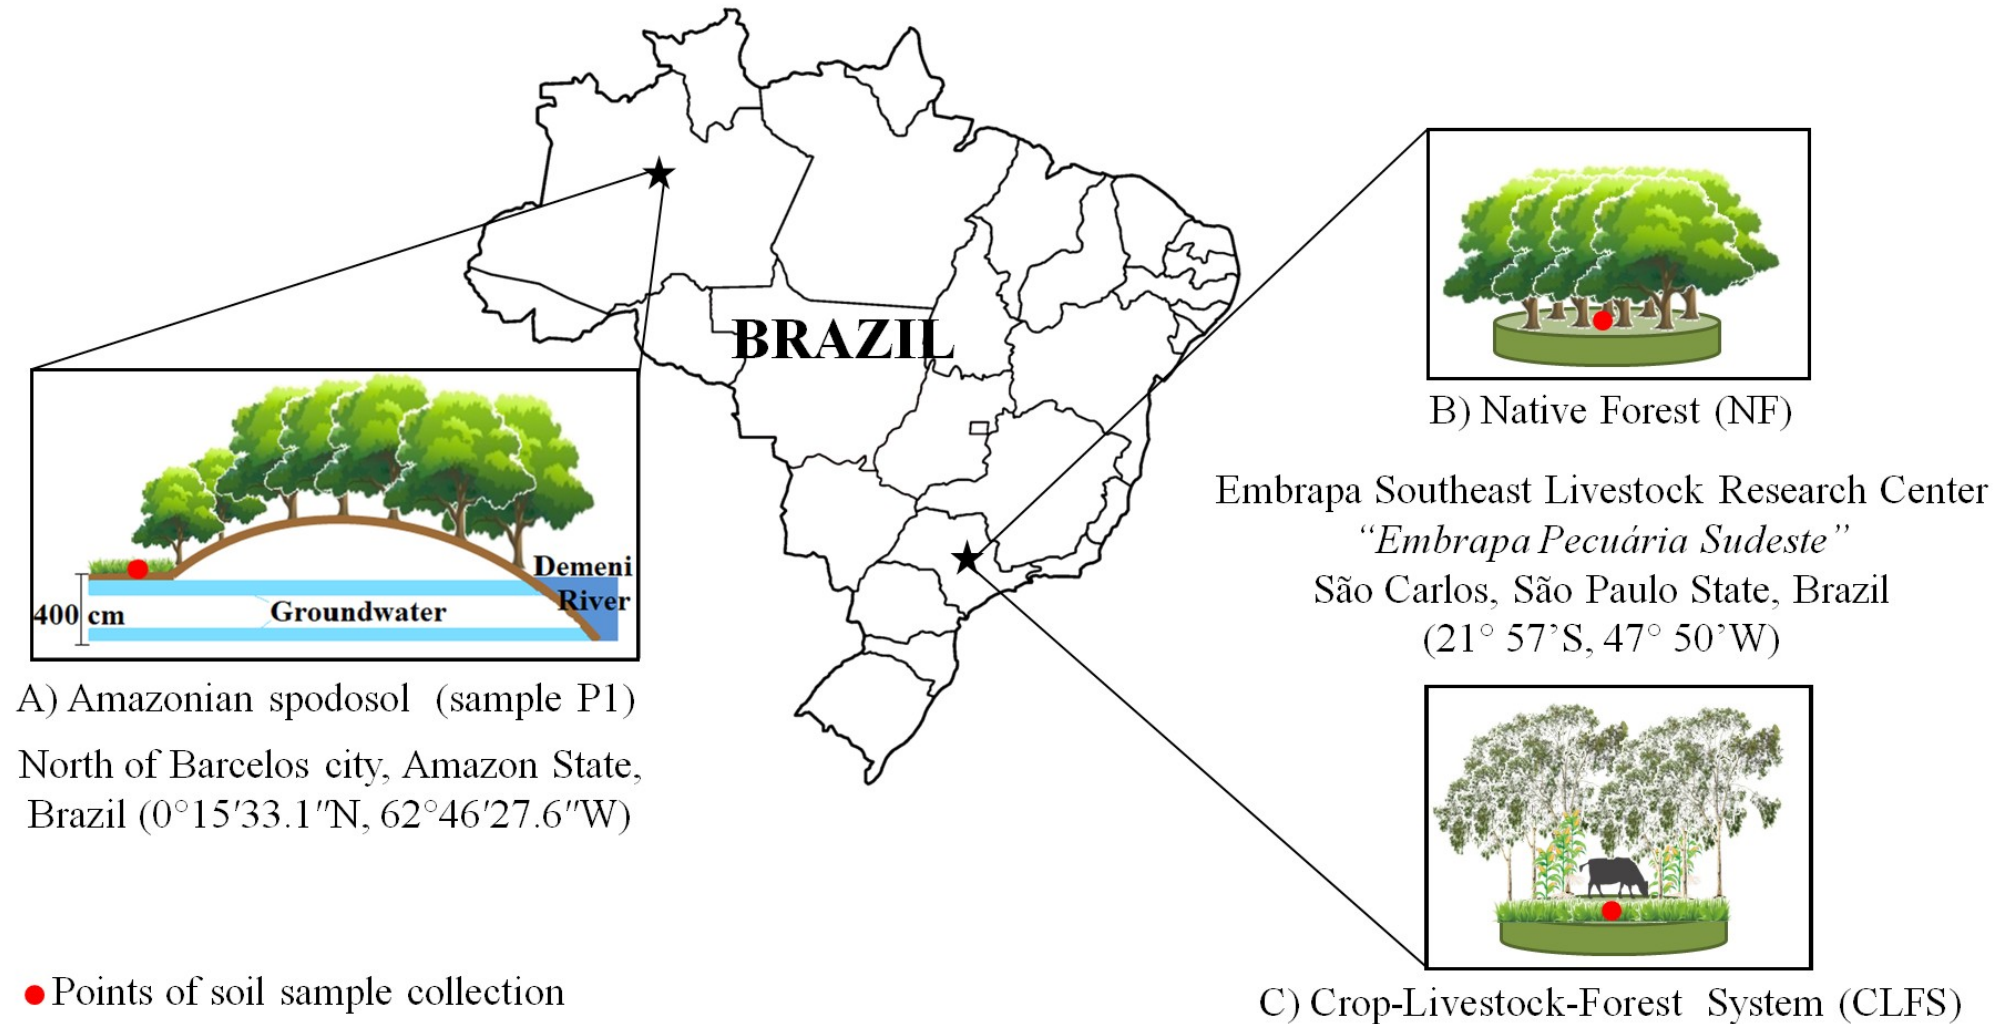 BRAZIL
Demeni
River
400 cm
Groundwater
A) Amazonian spodosol (sample P1)
North of Barcelos city, Amazon State,
Brazil (0°15′33.1″N, 62°46′27.6″W)
B) Native Forest (NF)
Embrapa Southeast Livestock Research Center
“Embrapa Pecuária Sudeste”
São Carlos, São Paulo State, Brazil
(21° 57’S, 47° 50’W)
C) Crop-Livestock-Forest System (CLFS)
Points of soil sample collection